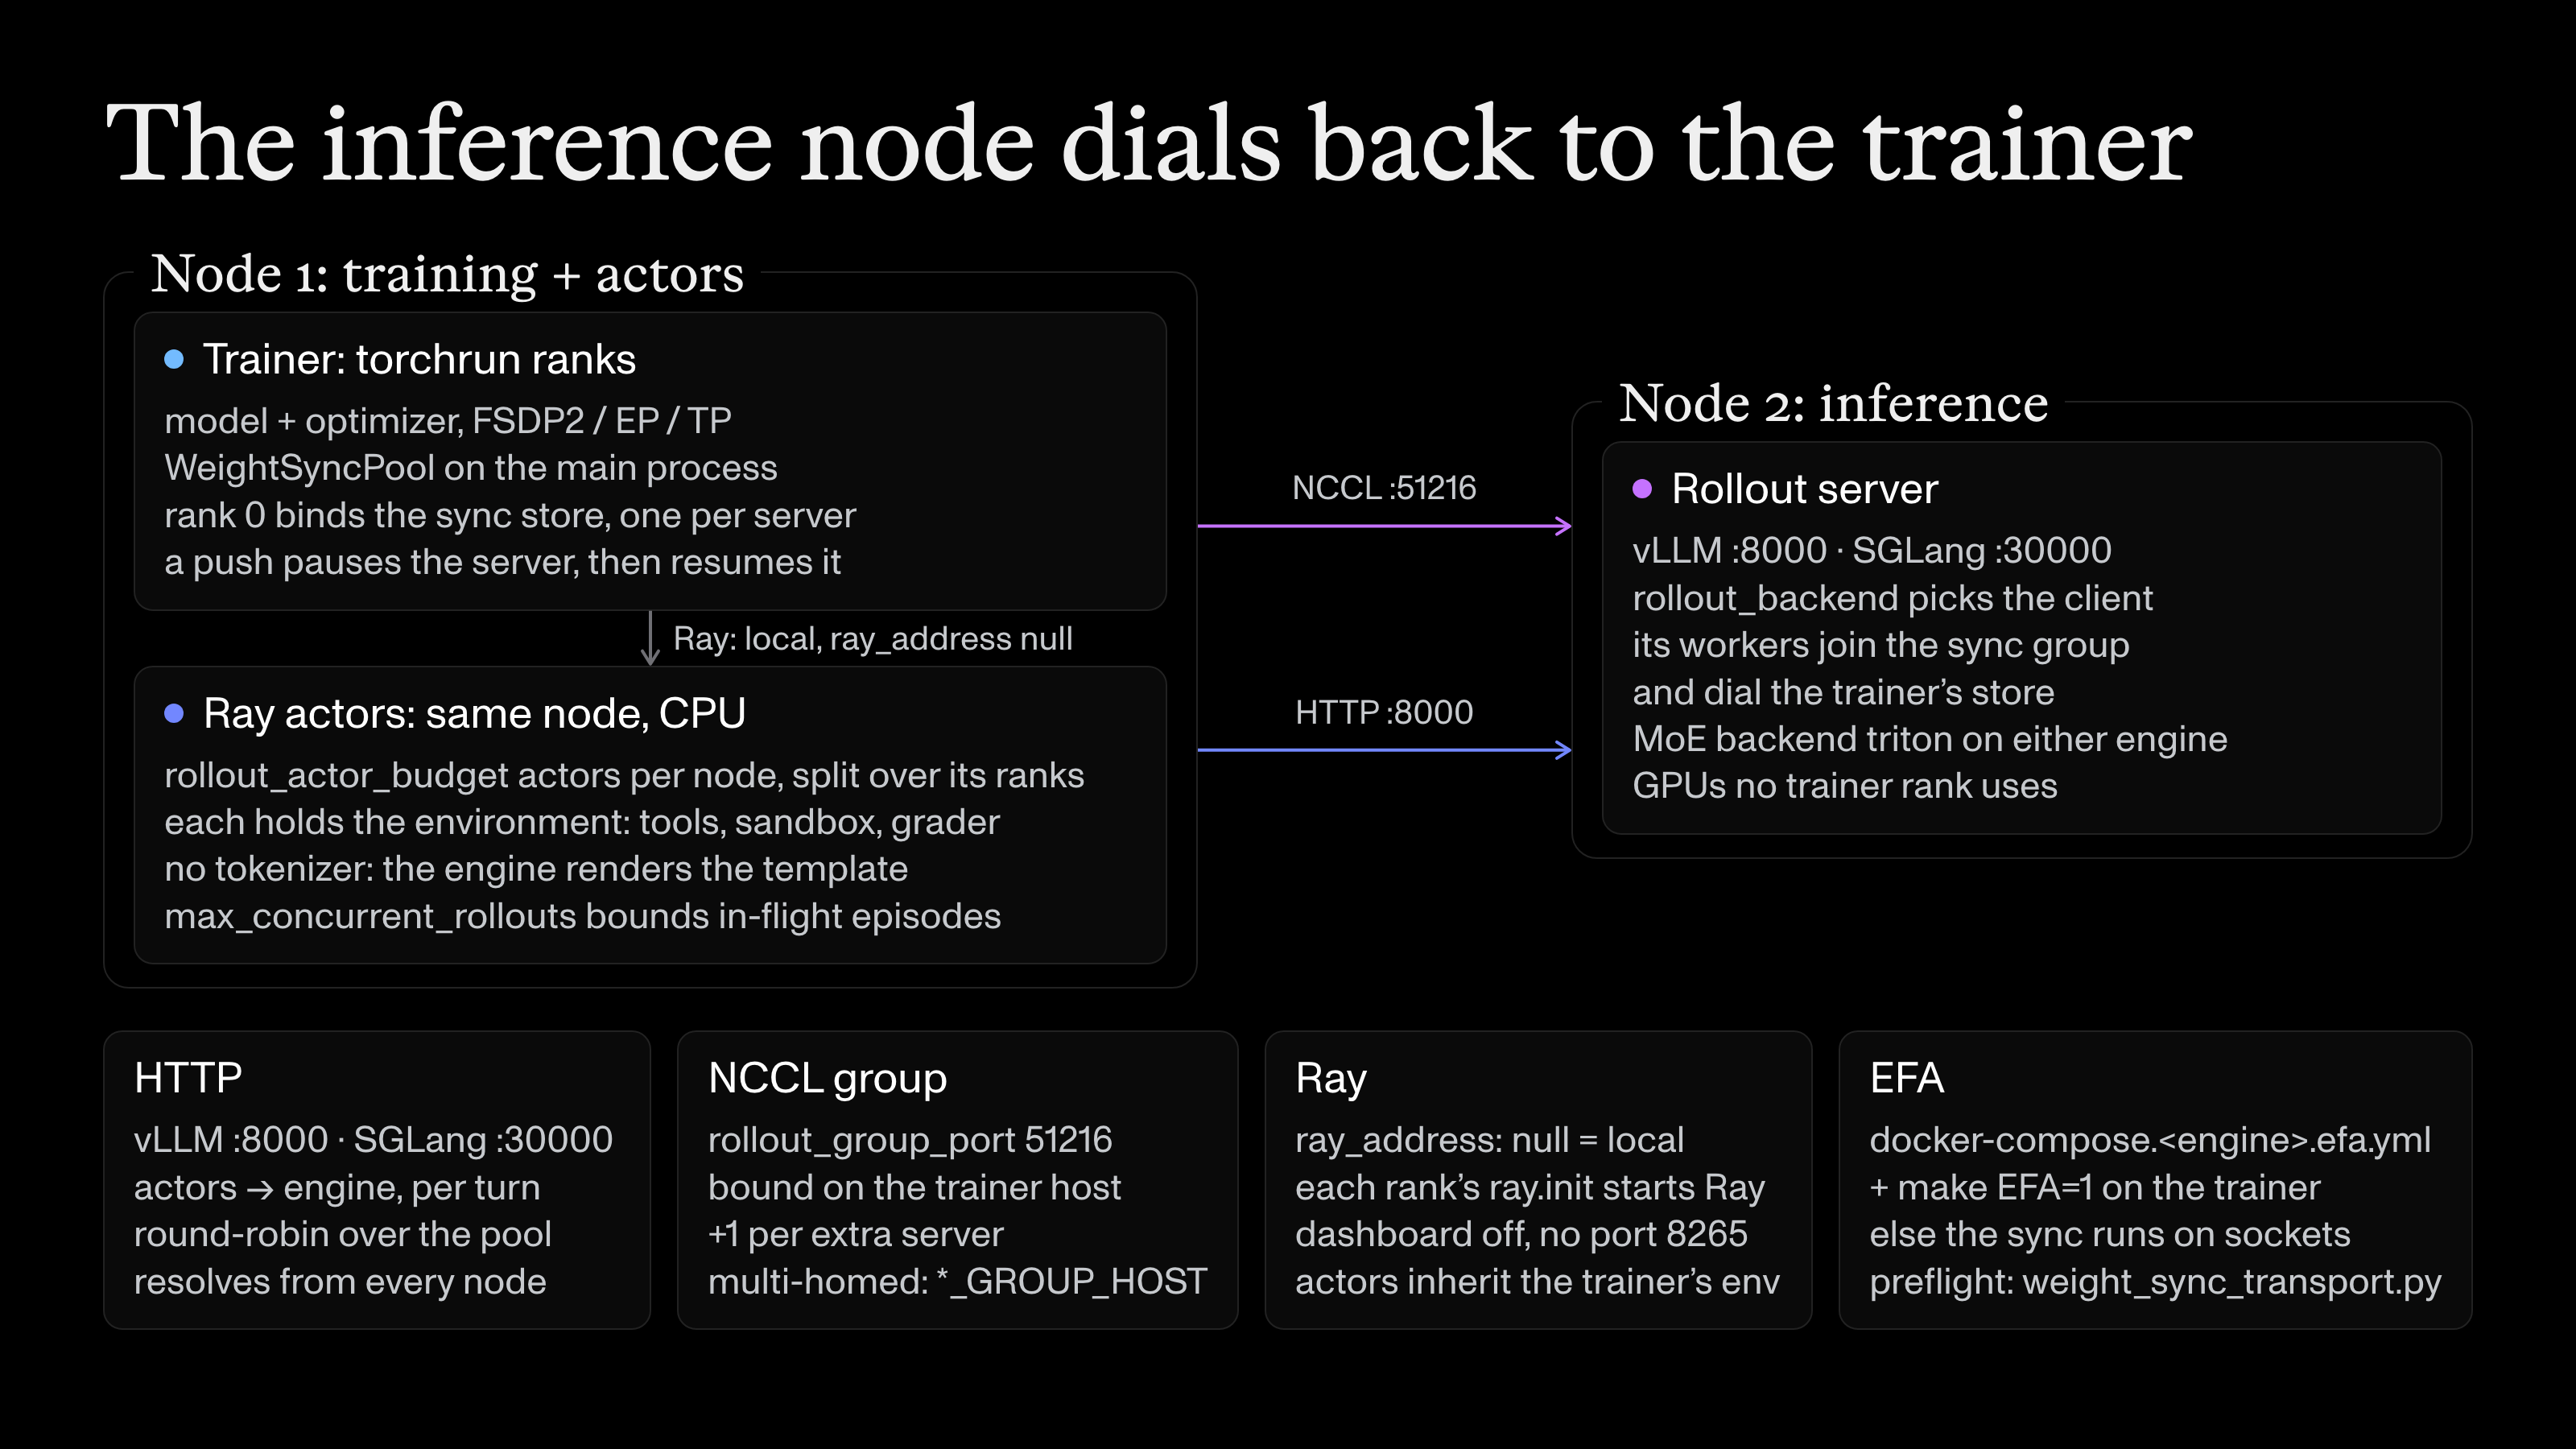 The inference node dials back to the trainer
Node 1: training + actors
Trainer: torchrun ranks
model + optimizer, FSDP2 / EP / TP
WeightSyncPool on the main process
rank 0 binds the sync store, one per server
a push pauses the server, then resumes it
Ray: local, ray_address null
Ray actors: same node, CPU
rollout_actor_budget actors per node, split over its ranks
each holds the environment: tools, sandbox, grader
no tokenizer: the engine renders the template
max_concurrent_rollouts bounds in-flight episodes
NCCL :51216
HTTP :8000
Node 2: inference
Rollout server
vLLM :8000 · SGLang :30000
rollout_backend picks the client
its workers join the sync group
and dial the trainer’s store
MoE backend triton on either engine
GPUs no trainer rank uses
HTTP
vLLM :8000 · SGLang :30000
actors → engine, per turn
round-robin over the pool
resolves from every node
NCCL group
rollout_group_port 51216
bound on the trainer host
+1 per extra server
multi-homed: *_GROUP_HOST
Ray
ray_address: null = local
each rank’s ray.init starts Ray
dashboard off, no port 8265
actors inherit the trainer’s env
EFA
docker-compose.<engine>.efa.yml
+ make EFA=1 on the trainer
else the sync runs on sockets
preflight: weight_sync_transport.py